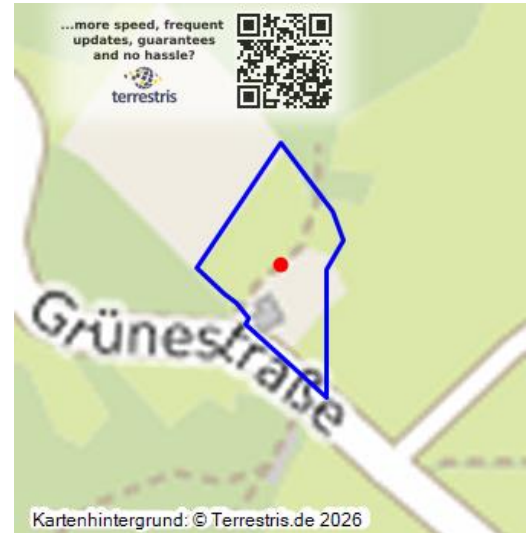 ...more speed, frequent
updates, guarantees
and no hassle?
terrestris
Grünestraße
Kartenhintergrund: © Terrestris.de 2026